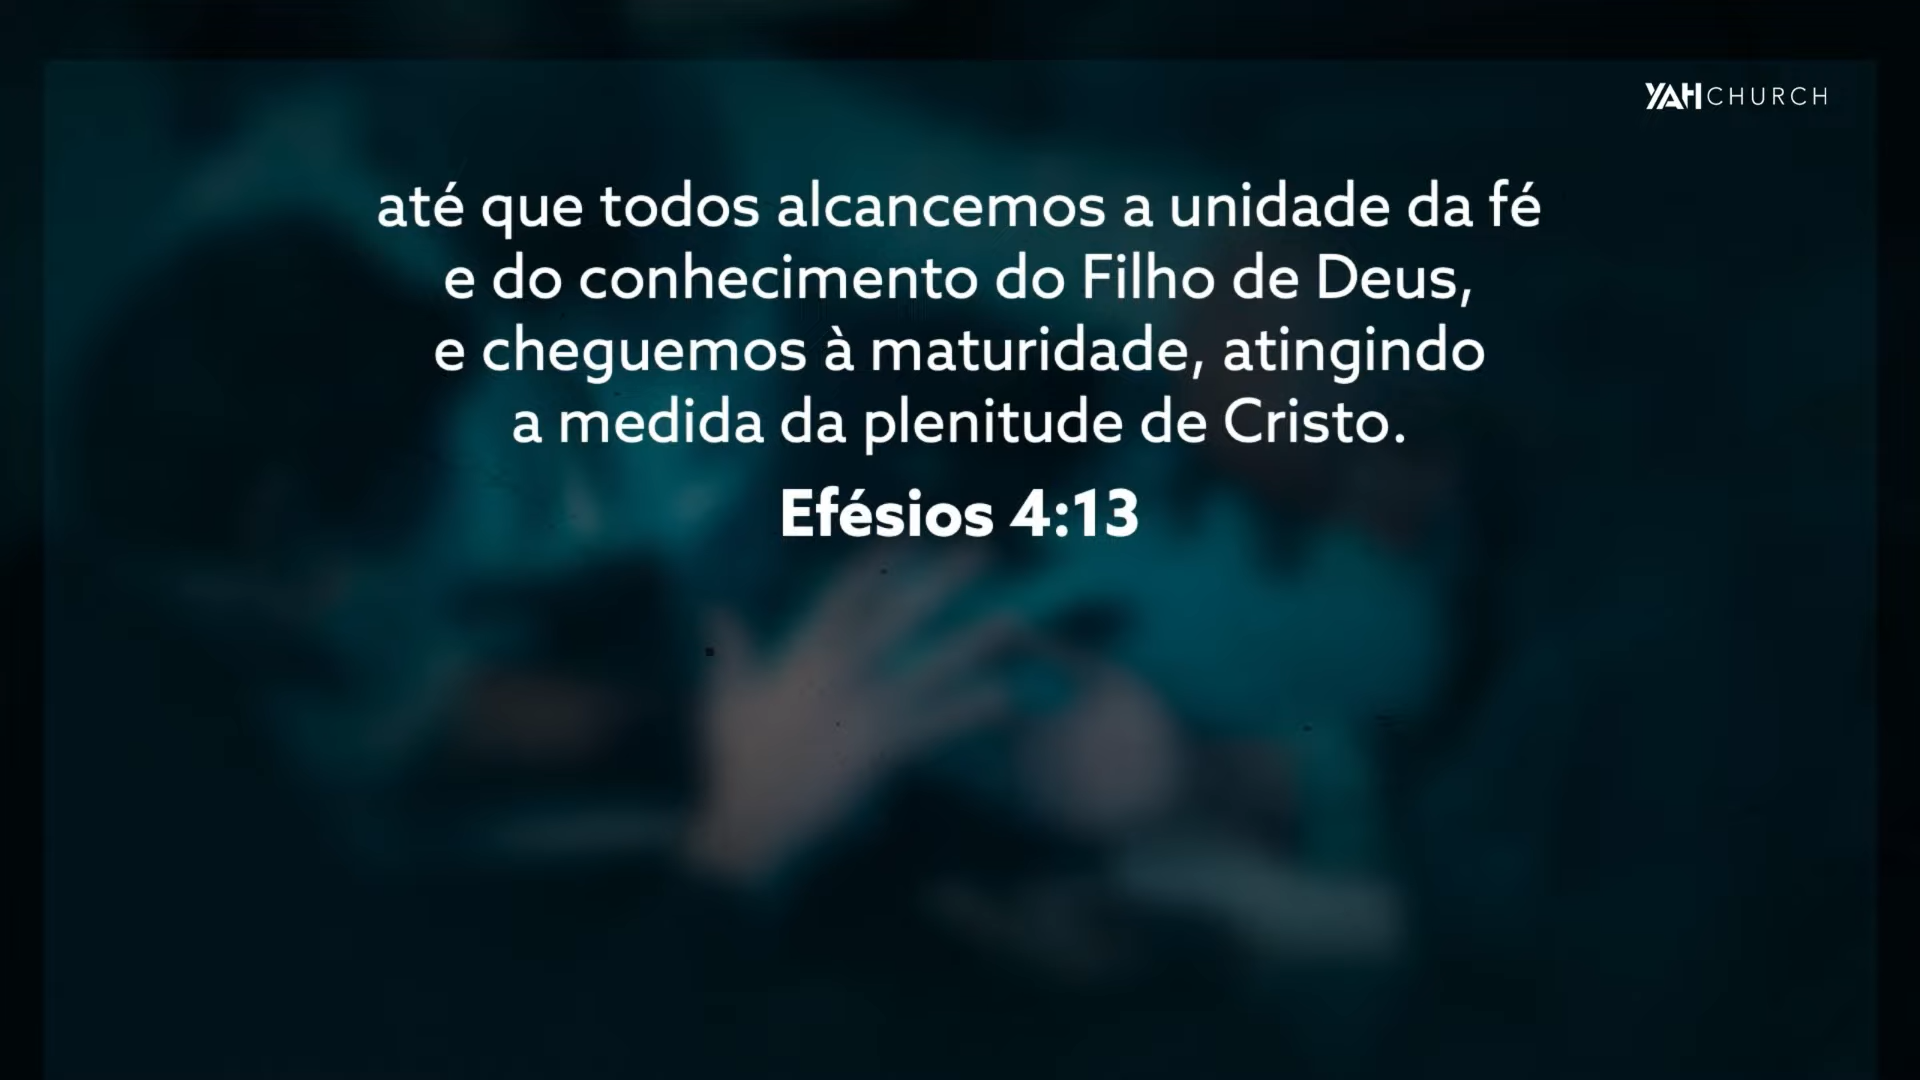 YAH CHURCH
até que todos alcancemos a unidade da fé
e do conhecimento do Filho de Deus,
e cheguemos à maturidade, atingindo
a medida da plenitude de Cristo.
Efésios 4:13